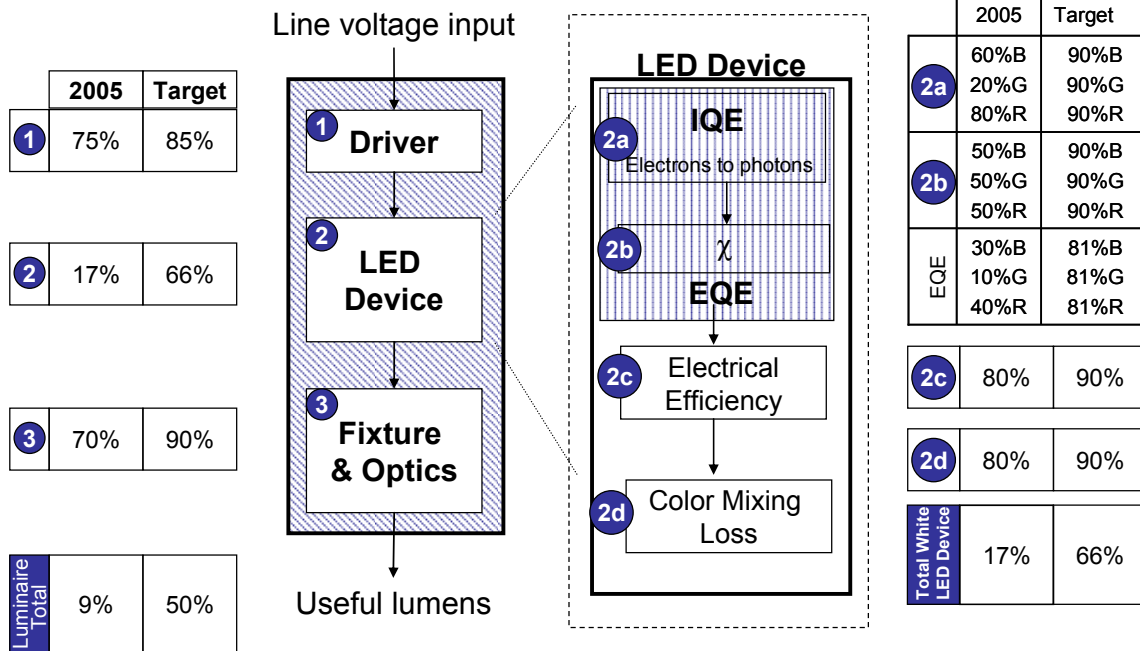 Line voltage input
2005 Target
1 75% 85%
2 17% 66%
3 70% 90%
Luminaire
Total
9% 50%
1
Driver
2
LED
Device
3
Fixture
& Optics
Useful lumens
LED Device
2a
IQE
Electrons to photons
2b
χ
EQE
2c
Electrical
Efficiency
2d
Color Mixing
Loss
2005 Target
2a
60%B 90%B
20%G 90%G
80%R 90%R
2b
50%B 90%B
50%G 90%G
50%R 90%R
EQE
30%B 81%B
10%G 81%G
40%R 81%R
2c 80% 90%
2d 80% 90%
Total White
LED Device
17% 66%